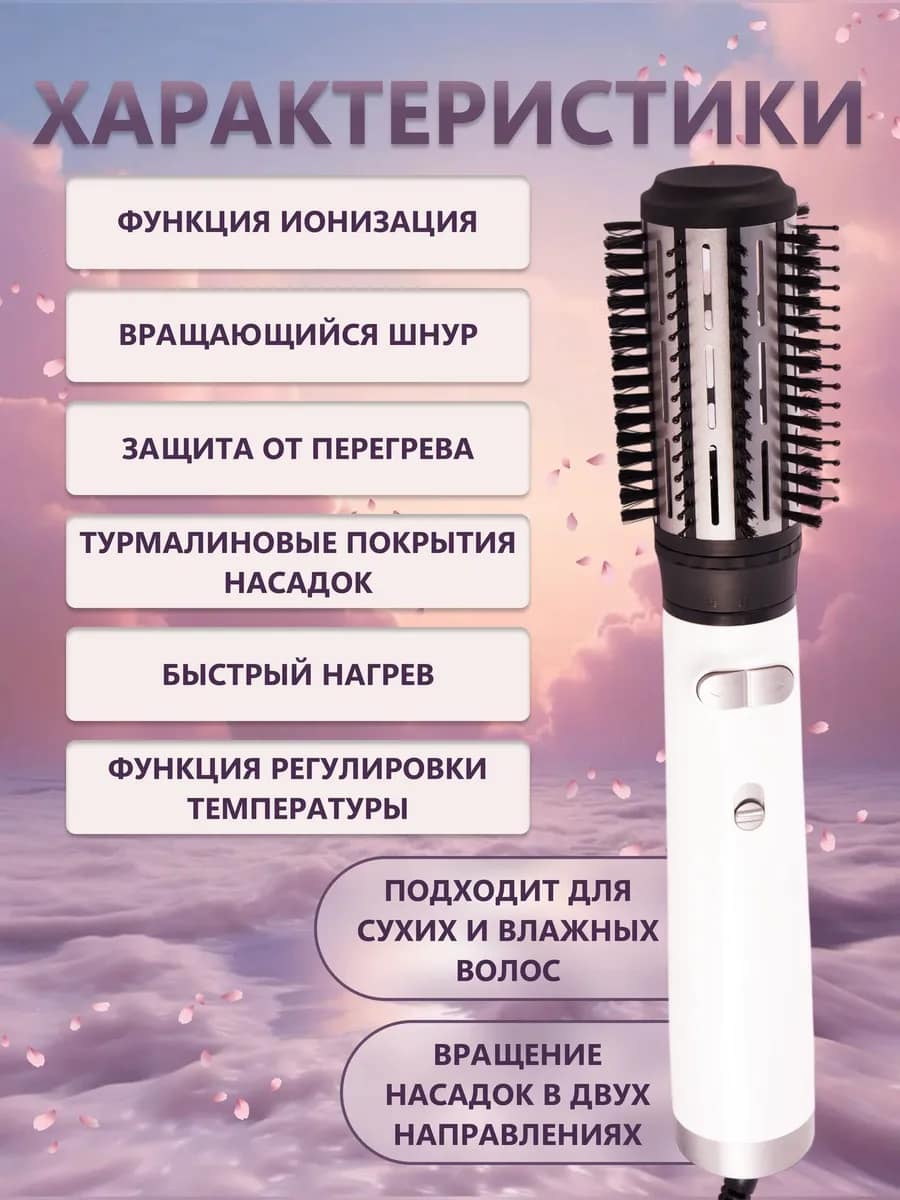 ХАРАКТЕРИСТИКИ
ФУНКЦИЯ ИОНИЗАЦИЯ
ВРАЩАЮЩИЙСЯ ШНУР
ЗАЩИТА ОТ ПЕРЕГРЕВА
ТУРМАЛИНОВЫЕ ПОКРЫТИЯ
НАСАДОК
БЫСТРЫЙ НАГРЕВ
ФУНКЦИЯ РЕГУЛИРОВКИ
ТЕМПЕРАТУРЫ
ПОДХОДИТ ДЛЯ
СУХИХ И ВЛАЖНЫХ
ВОЛОС
ВРАЩЕНИЕ
НАСАДОК В ДВУХ
НАПРАВЛЕНИЯХ